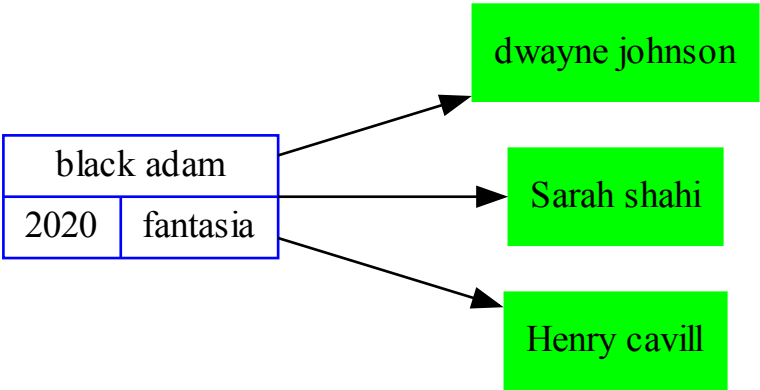 black adam
2020
fantasia
dwayne johnson
Sarah shahi
Henry cavill